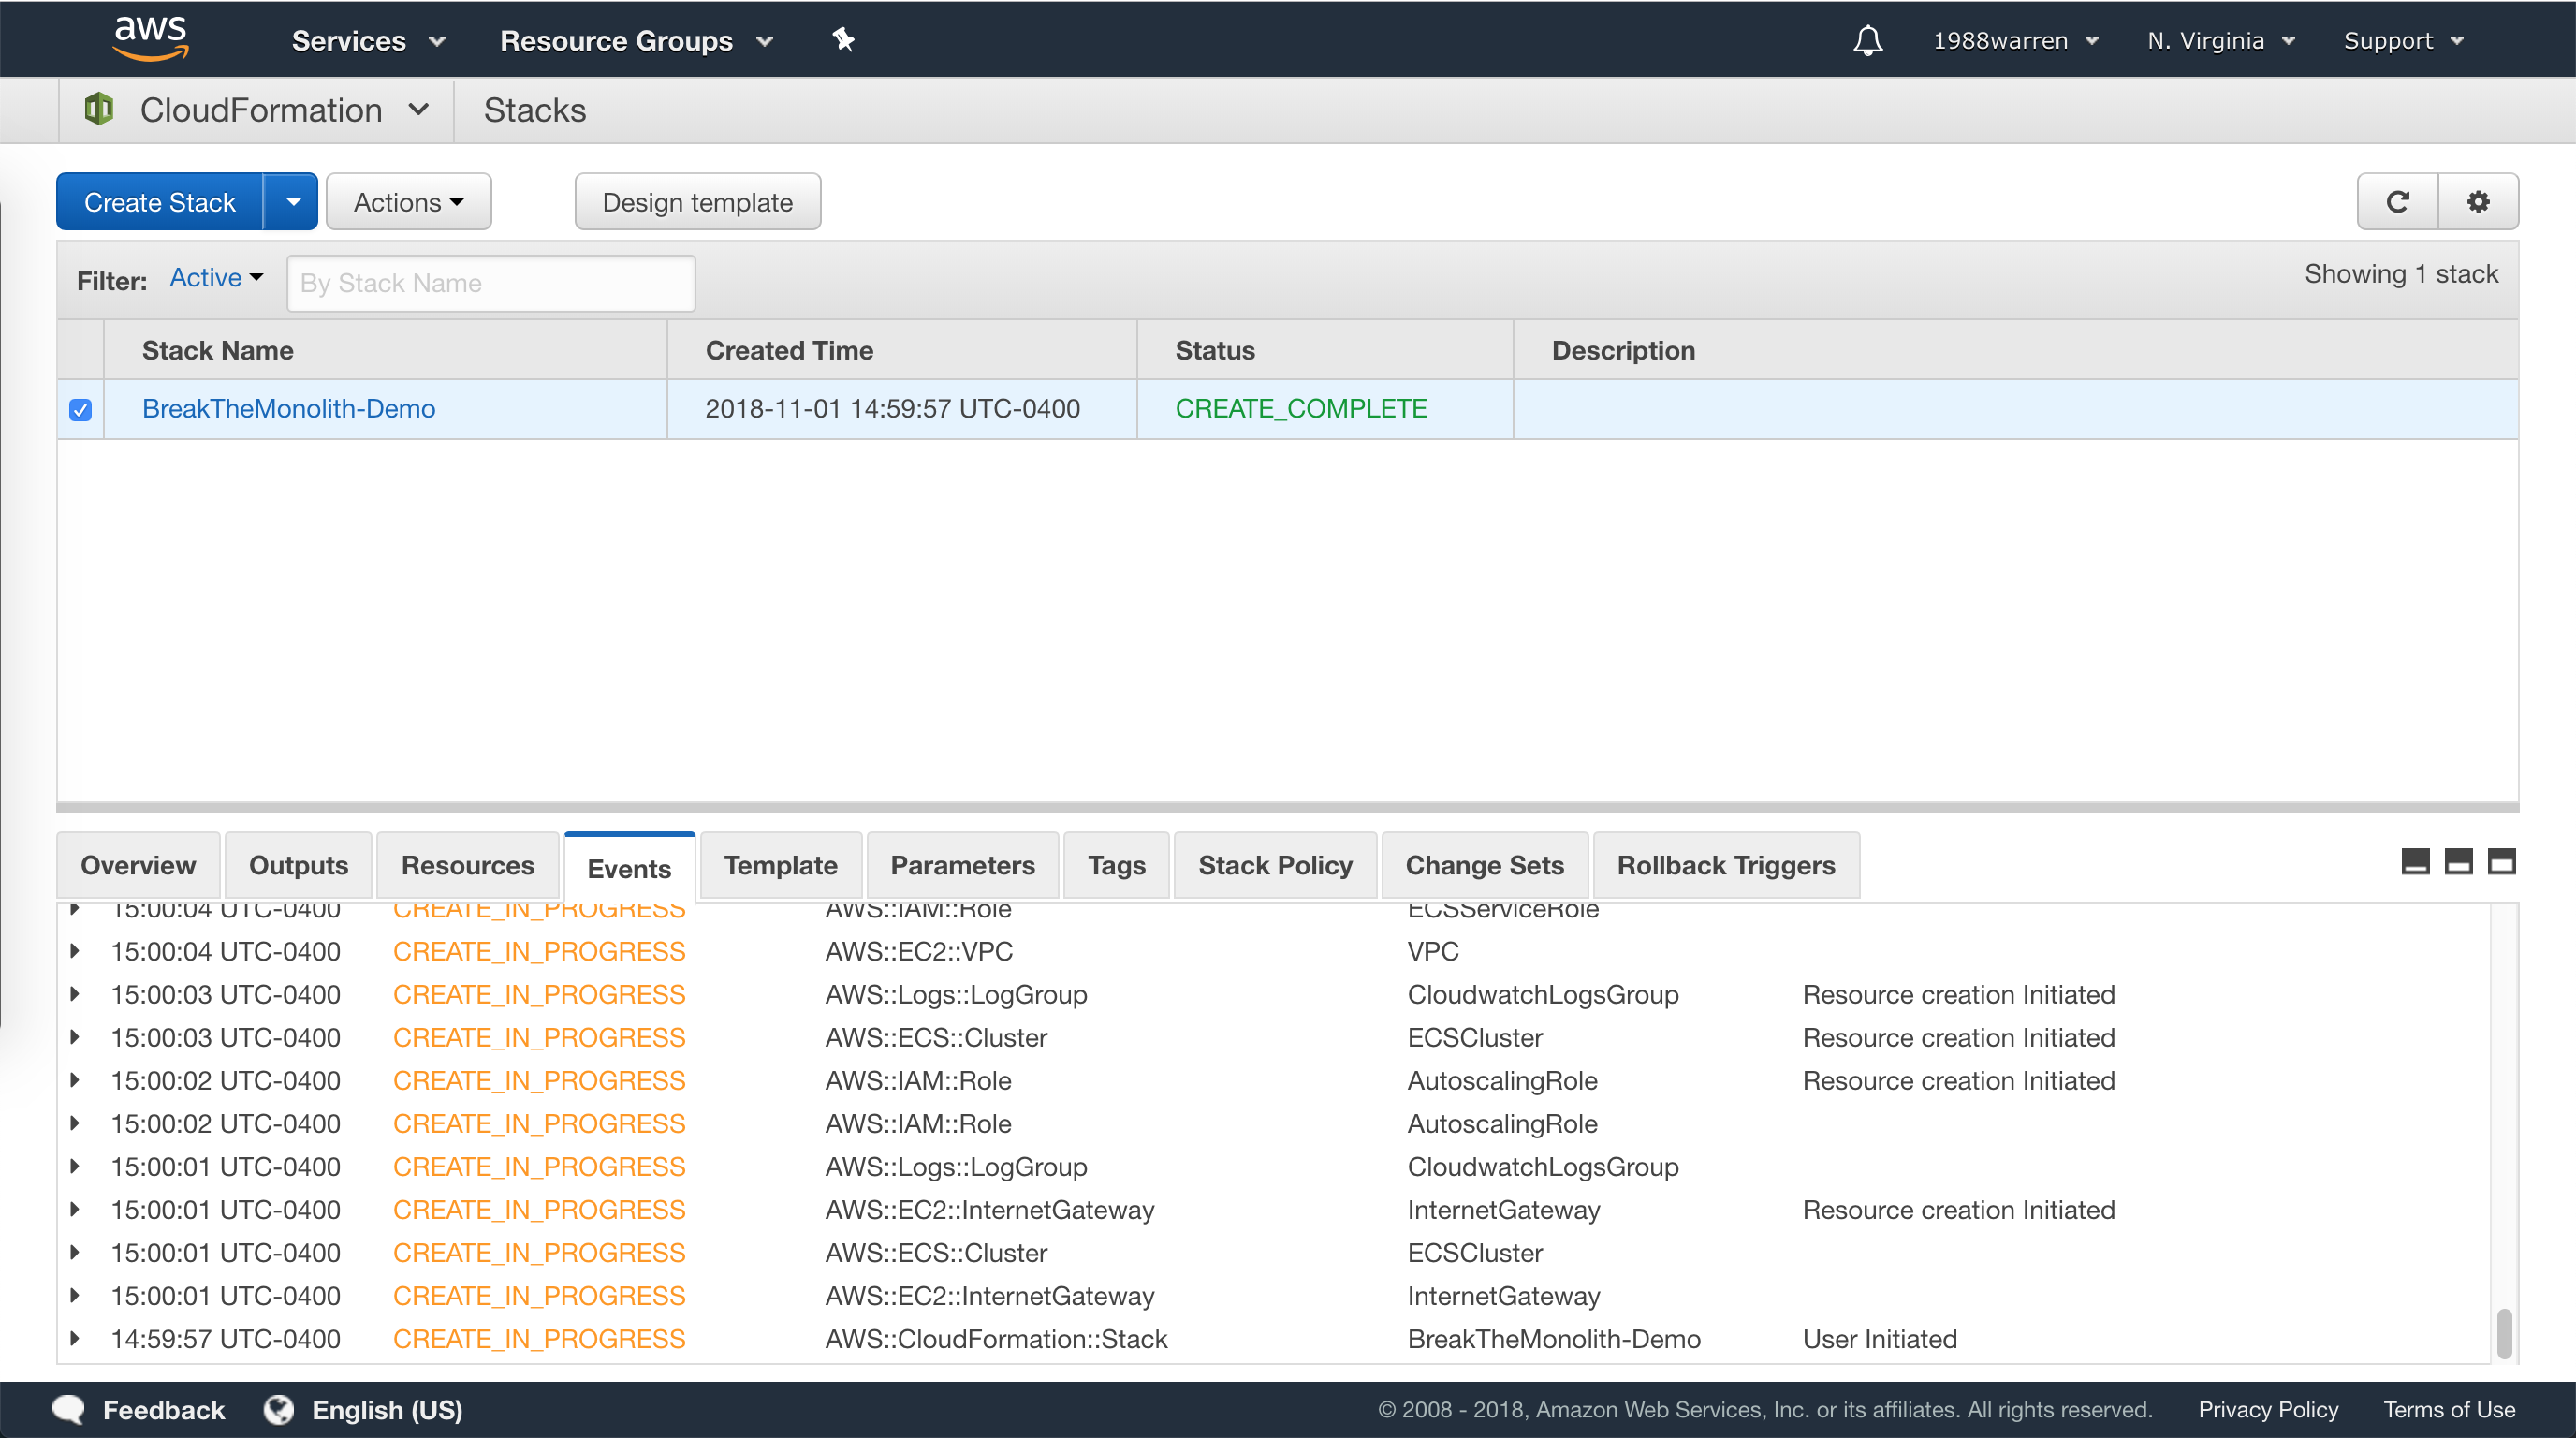 aws Services Resource Groups 1988warren N. Virginia Support
CloudFormation Stacks
Create Stack Actions Design template
Filter: Active By Stack Name Showing 1 stack
Stack Name Created Time Status Description
BreakTheMonolith-Demo 2018-11-01 14:59:57 UTC-0400 CREATE_COMPLETE
Overview Outputs Resources Events Template Parameters Tags Stack Policy Change Sets Rollback Triggers
15:00:04 UTC-0400 CREATE_IN_PROGRESS AWS::IAM::Role ECSServiceRole
15:00:04 UTC-0400 CREATE_IN_PROGRESS AWS::EC2::VPC VPC
15:00:03 UTC-0400 CREATE_IN_PROGRESS AWS::Logs::LogGroup CloudwatchLogsGroup Resource creation Initiated
15:00:03 UTC-0400 CREATE_IN_PROGRESS AWS::ECS::Cluster ECSCluster Resource creation Initiated
15:00:02 UTC-0400 CREATE_IN_PROGRESS AWS::IAM::Role AutoscalingRole Resource creation Initiated
15:00:02 UTC-0400 CREATE_IN_PROGRESS AWS::IAM::Role AutoscalingRole
15:00:01 UTC-0400 CREATE_IN_PROGRESS AWS::Logs::LogGroup CloudwatchLogsGroup
15:00:01 UTC-0400 CREATE_IN_PROGRESS AWS::EC2::InternetGateway InternetGateway Resource creation Initiated
15:00:01 UTC-0400 CREATE_IN_PROGRESS AWS::ECS::Cluster ECSCluster
15:00:01 UTC-0400 CREATE_IN_PROGRESS AWS::EC2::InternetGateway InternetGateway
14:59:57 UTC-0400 CREATE_IN_PROGRESS AWS::CloudFormation::Stack BreakTheMonolith-Demo User Initiated
Feedback English (US) © 2008 - 2018, Amazon Web Services, Inc. or its affiliates. All rights reserved. Privacy Policy Terms of Use